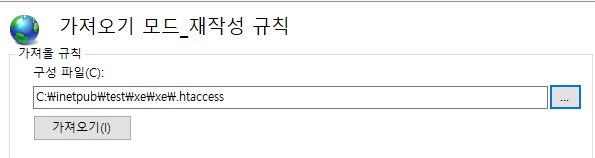 가져오기 모드_재작성 규칙
가져올 규칙
구성 파일(C):
C:₩inetpub₩test₩xe₩xe₩.htaccess
...
가져오기(I)